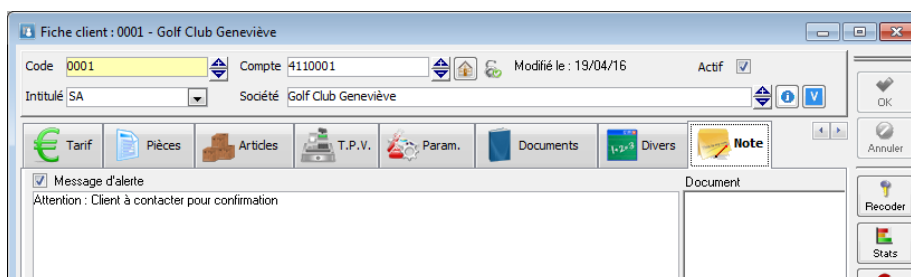 Fiche client : 0001 - Golf Club Geneviève
Code 0001 Compte 4110001 Modifié le : 19/04/16 Actif
Intitulé SA Société Golf Club Geneviève
OK
Tarif Pièces Articles T.P.V. Param. Documents Divers Note
Annuler
Message d'alerte Document
Attention : Client à contacter pour confirmation
Recoder
Stats